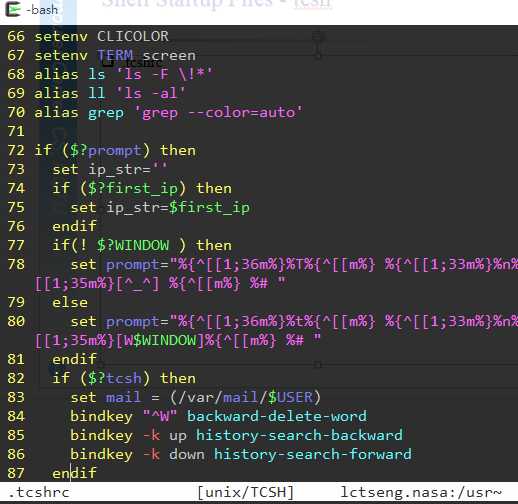 Shell Startup Files - tcsh
-bash
66 setenv CLICOLOR
67 setenv TERM screen
tcshrc
68 alias ls 'ls -F \!*'
69 alias ll 'ls -al'
70 alias grep 'grep --color=auto'
71
72 if ($?prompt) then
73   set ip_str=''
74   if ($?first_ip) then
75     set ip_str=$first_ip
76   endif
77   if(! $?WINDOW ) then
78     set prompt="%{^[[1;36m%}%T%{^[[m%} %{^[[1;33m%}%n%
[[1;35m%}[^_^] %{^[[m%} %# "
79   else
80     set prompt="%{^[[1;36m%}%t%{^[[m%} %{^[[1;33m%}%n%
[[1;35m%}[W$WINDOW]%{^[[m%} %# "
81   endif
82   if ($?tcsh) then
83     set mail = (/var/mail/$USER)
84     bindkey "^W" backward-delete-word
85     bindkey -k up history-search-backward
86     bindkey -k down history-search-forward
87   endif
.tcshrc [unix/TCSH] lctseng.nasa:/usr~